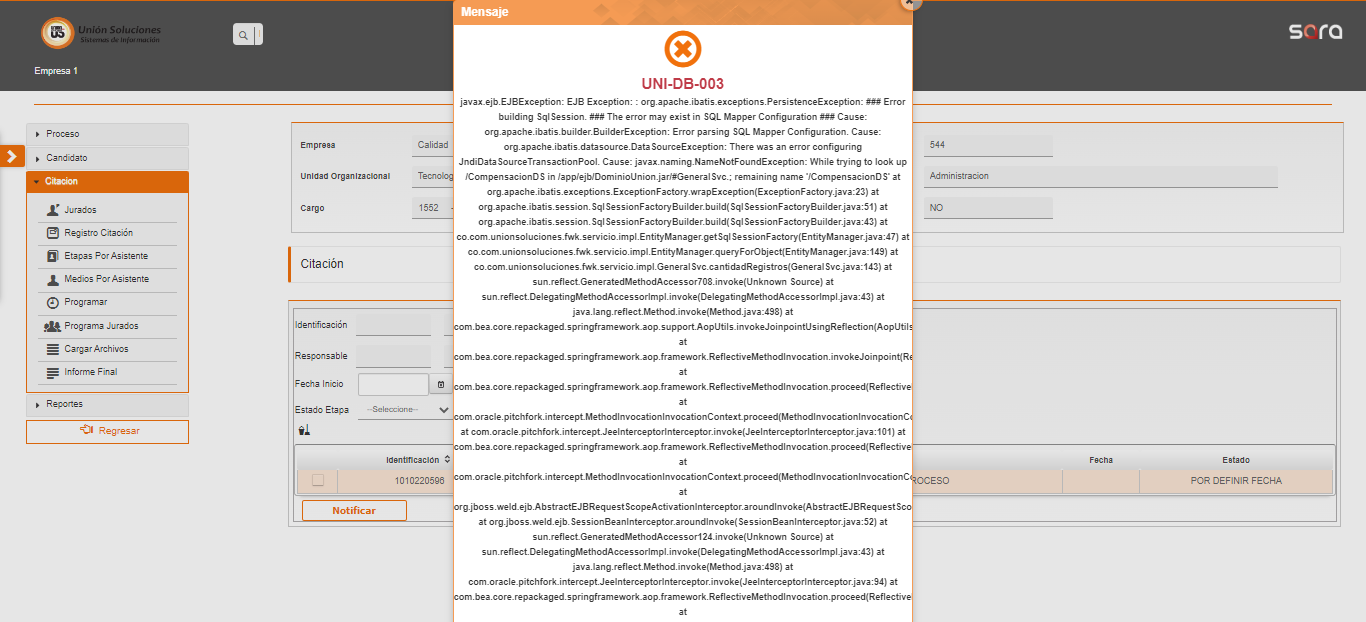 Unión Soluciones
Sistemas de Información
Empresa 1
sara
Proceso
Candidato
Citacion
Jurados
Registro Citación
Etapas Por Asistente
Medios Por Asistente
Programar
Programa Jurados
Cargar Archivos
Informe Final
Reportes
Regresar
Empresa
Calidad
544
Unidad Organizacional
Tecnolog
Administracion
Cargo
1552 -
NO
Citación
Identificación
Responsable
Fecha Inicio
Estado Etapa
--Seleccione--
Identificación
Fecha
Estado
1010220596
ROCESO
POR DEFINIR FECHA
Notificar
Mensaje
UNI-DB-003
javax.ejb.EJBException: EJB Exception: : org.apache.ibatis.exceptions.PersistenceException: ### Error
building SqlSession. ### The error may exist in SQL Mapper Configuration ### Cause:
org.apache.ibatis.builder.BuilderException: Error parsing SQL Mapper Configuration. Cause:
org.apache.ibatis.datasource.DataSourceException: There was an error configuring
JndiDataSourceTransactionPool. Cause: javax.naming.NameNotFoundException: While trying to look up
/CompensacionDS in /app/ejb/DominioUnion.jar/#GeneralSvc.; remaining name '/CompensacionDS' at
org.apache.ibatis.exceptions.ExceptionFactory.wrapException(ExceptionFactory.java:23) at
org.apache.ibatis.session.SqlSessionFactoryBuilder.build(SqlSessionFactoryBuilder.java:51) at
org.apache.ibatis.session.SqlSessionFactoryBuilder.build(SqlSessionFactoryBuilder.java:43) at
co.com.unionsoluciones.fwk.servicio.impl.EntityManager.getSqlSessionFactory(EntityManager.java:47) at
co.com.unionsoluciones.fwk.servicio.impl.EntityManager.queryForObject(EntityManager.java:149) at
co.com.unionsoluciones.fwk.servicio.impl.GeneralSvc.cantidadRegistros(GeneralSvc.java:143) at
sun.reflect.GeneratedMethodAccessor708.invoke(Unknown Source) at
sun.reflect.DelegatingMethodAccessorImpl.invoke(DelegatingMethodAccessorImpl.java:43) at
java.lang.reflect.Method.invoke(Method.java:498) at
com.bea.core.repackaged.springframework.aop.support.AopUtils.invokeJoinpointUsingReflection(AopUtils
at
com.bea.core.repackaged.springframework.aop.framework.ReflectiveMethodInvocation.invokeJoinpoint(Re
at
com.bea.core.repackaged.springframework.aop.framework.ReflectiveMethodInvocation.proceed(Reflective
at
com.oracle.pitchfork.intercept.MethodInvocationInvocationContext.proceed(MethodInvocationInvocationCo
at com.oracle.pitchfork.intercept.JeeInterceptorInterceptor.invoke(JeeInterceptorInterceptor.java:101) at
com.bea.core.repackaged.springframework.aop.framework.ReflectiveMethodInvocation.proceed(Reflective
at
com.oracle.pitchfork.intercept.MethodInvocationInvocationContext.proceed(MethodInvocationInvocationCo
at
org.jboss.weld.ejb.AbstractEJBRequestScopeActivationInterceptor.aroundInvoke(AbstractEJBRequestSco
at org.jboss.weld.ejb.SessionBeanInterceptor.aroundInvoke(SessionBeanInterceptor.java:52) at
sun.reflect.GeneratedMethodAccessor124.invoke(Unknown Source) at
sun.reflect.DelegatingMethodAccessorImpl.invoke(DelegatingMethodAccessorImpl.java:43) at
java.lang.reflect.Method.invoke(Method.java:498) at
com.oracle.pitchfork.intercept.JeeInterceptorInterceptor.invoke(JeeInterceptorInterceptor.java:94) at
com.bea.core.repackaged.springframework.aop.framework.ReflectiveMethodInvocation.proceed(Reflective
at